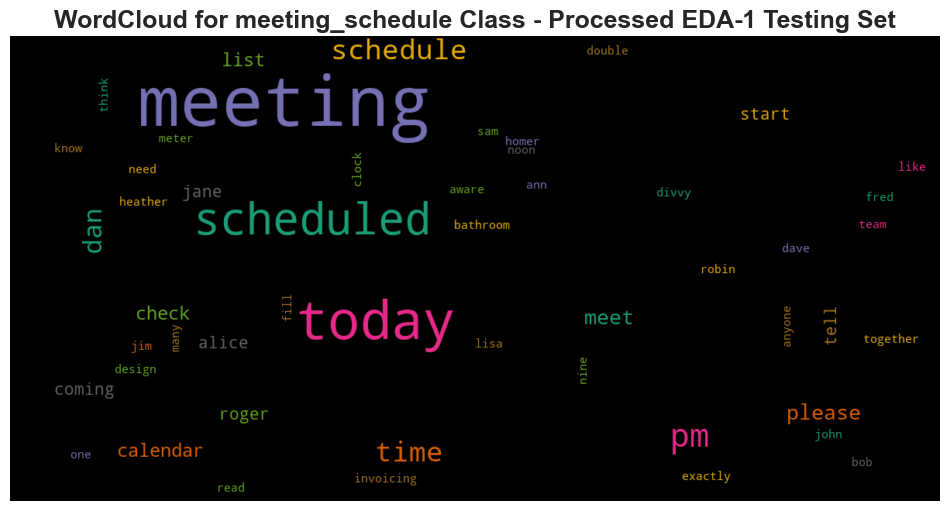 WordCloud for meeting_schedule Class - Processed EDA-1 Testing Set
schedule
double
list
meeting
think
start
sam
meter
homer
know
noon
clock
need
like
jane
aware
ann
divvy
fred
heather
scheduled
dan
bathroom
team
dave
robin
check
fill
today
meet
anyone
tell
many
together
jim
alice
lisa
design
nine
coming
roger
please
pm
john
one
calendar
time
bob
invoicing
exactly
read